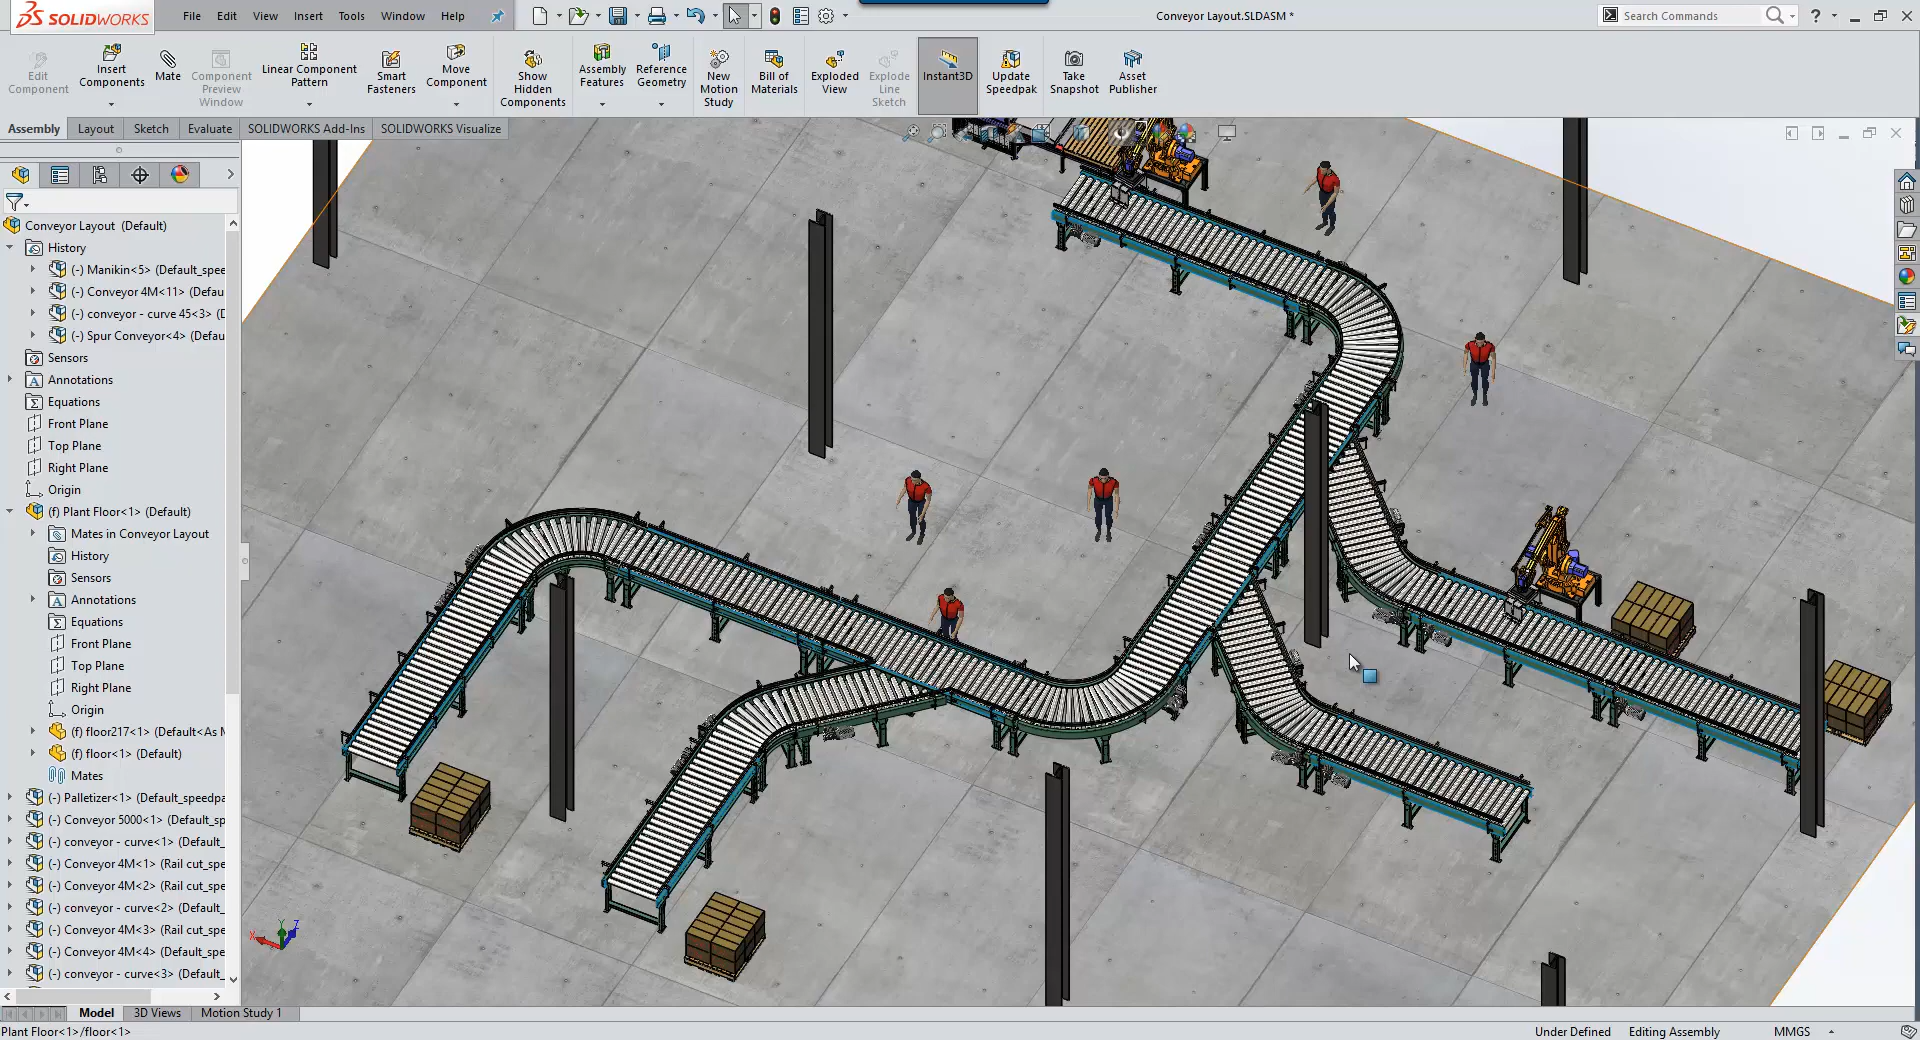 SOLIDWORKS
File Edit View Insert Tools Window Help
Conveyor Layout.SLDASM *
Search Commands
?
Edit Component
Insert Components
Mate
Component Preview Window
Linear Component Pattern
Smart Fasteners
Move Component
Show Hidden Components
Assembly Features
Reference Geometry
New Motion Study
Bill of Materials
Exploded View
Explode Line Sketch
Instant3D
Update Speedpak
Take Snapshot
Asset Publisher
Assembly Layout Sketch Evaluate SOLIDWORKS Add-Ins SOLIDWORKS Visualize
Conveyor Layout (Default)
History
(-) Manikin<5> (Default_spee
(-) Conveyor 4M<11> (Defau
(-) conveyor - curve 45<3> (D
(-) Spur Conveyor<4> (Defau
Sensors
Annotations
Equations
Front Plane
Top Plane
Right Plane
Origin
(f) Plant Floor<1> (Default)
Mates in Conveyor Layout
History
Sensors
Annotations
Equations
Front Plane
Top Plane
Right Plane
Origin
(f) floor217<1> (Default<As M
(f) floor<1> (Default)
Mates
(-) Palletizer<1> (Default_speedpa
(-) Conveyor 5000<1> (Default_sp
(-) conveyor - curve<1> (Default_
(-) Conveyor 4M<1> (Rail cut_spe
(-) Conveyor 4M<2> (Rail cut_spe
(-) conveyor - curve<2> (Default_
(-) Conveyor 4M<3> (Rail cut_spe
(-) Conveyor 4M<4> (Default_spe
(-) conveyor - curve<3> (Default_
X Y Z
Model 3D Views Motion Study 1
Plant Floor<1>/floor<1>
Under Defined Editing Assembly MMGS